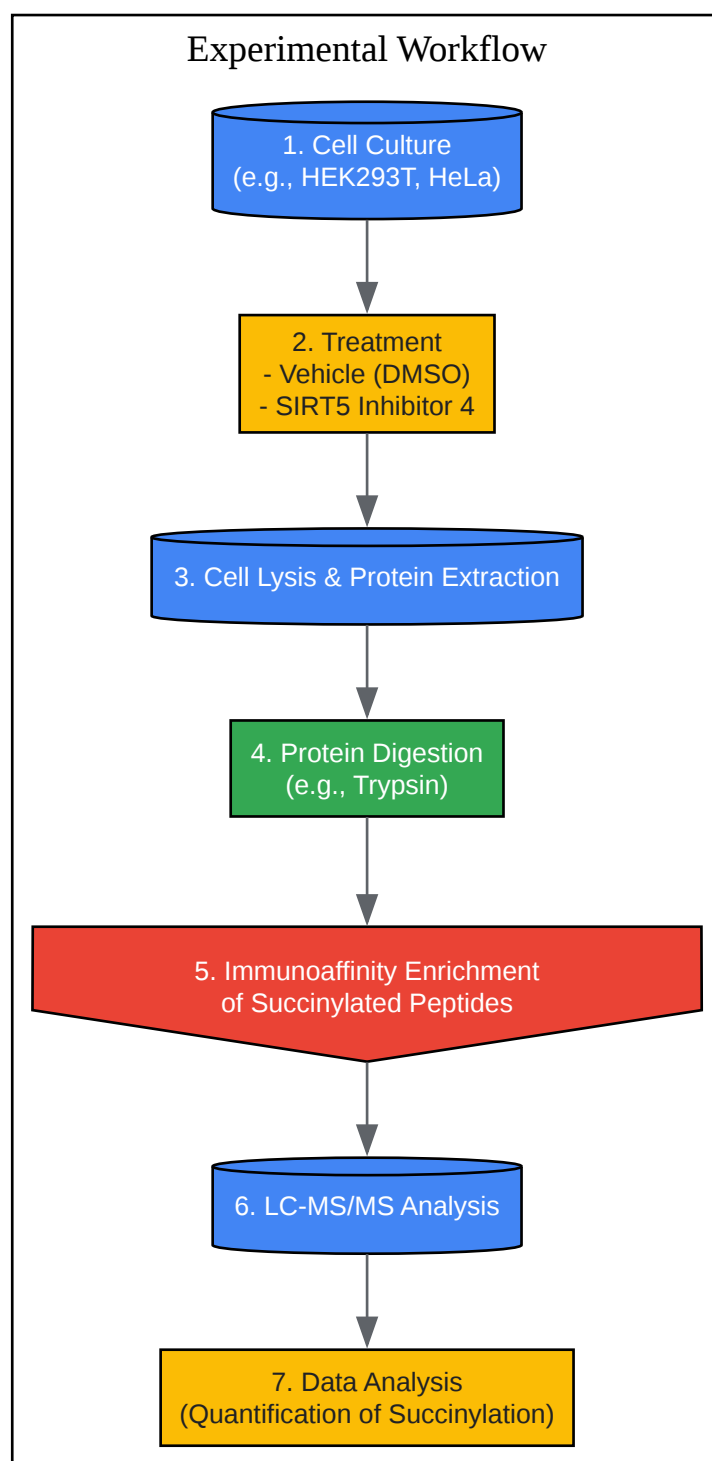 Experimental Workflow
1. Cell Culture
(e.g., HEK293T, HeLa)
2. Treatment
- Vehicle (DMSO)
- SIRT5 Inhibitor 4
3. Cell Lysis & Protein Extraction
4. Protein Digestion
(e.g., Trypsin)
5. Immunoaffinity Enrichment
of Succinylated Peptides
6. LC-MS/MS Analysis
7. Data Analysis
(Quantification of Succinylation)